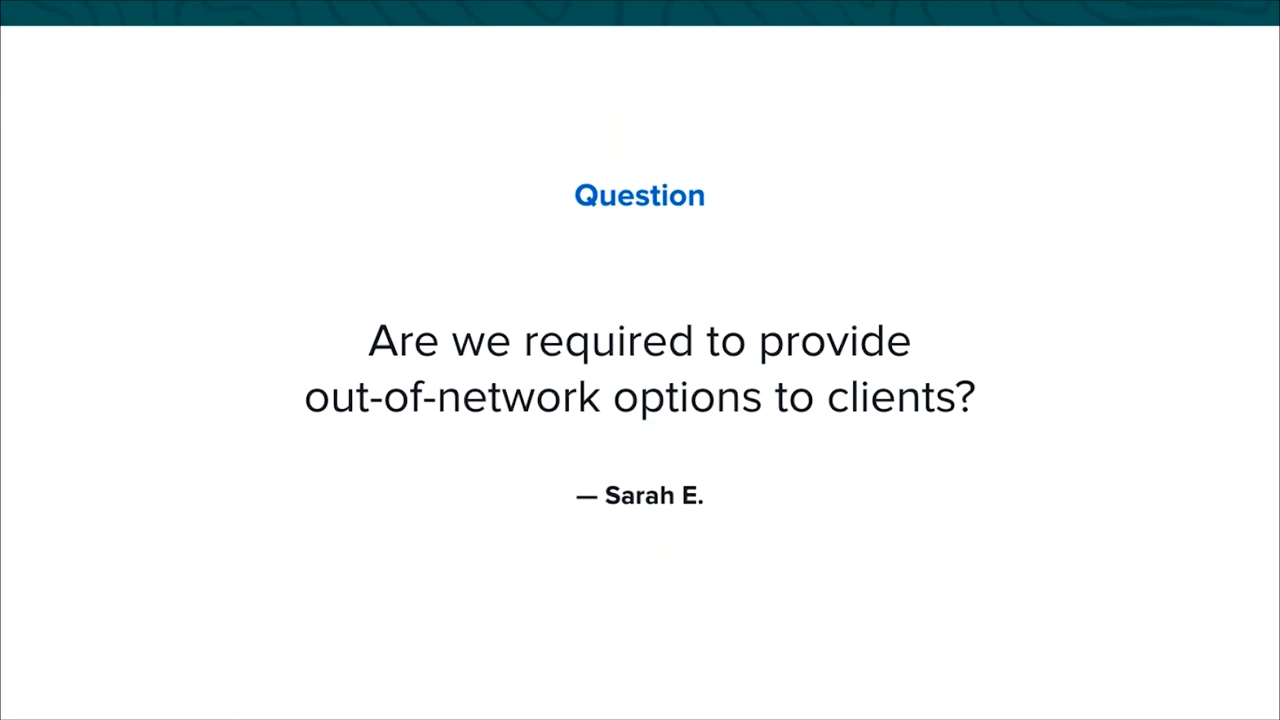 Question
Are we required to provide
out-of-network options to clients?
— Sarah E.